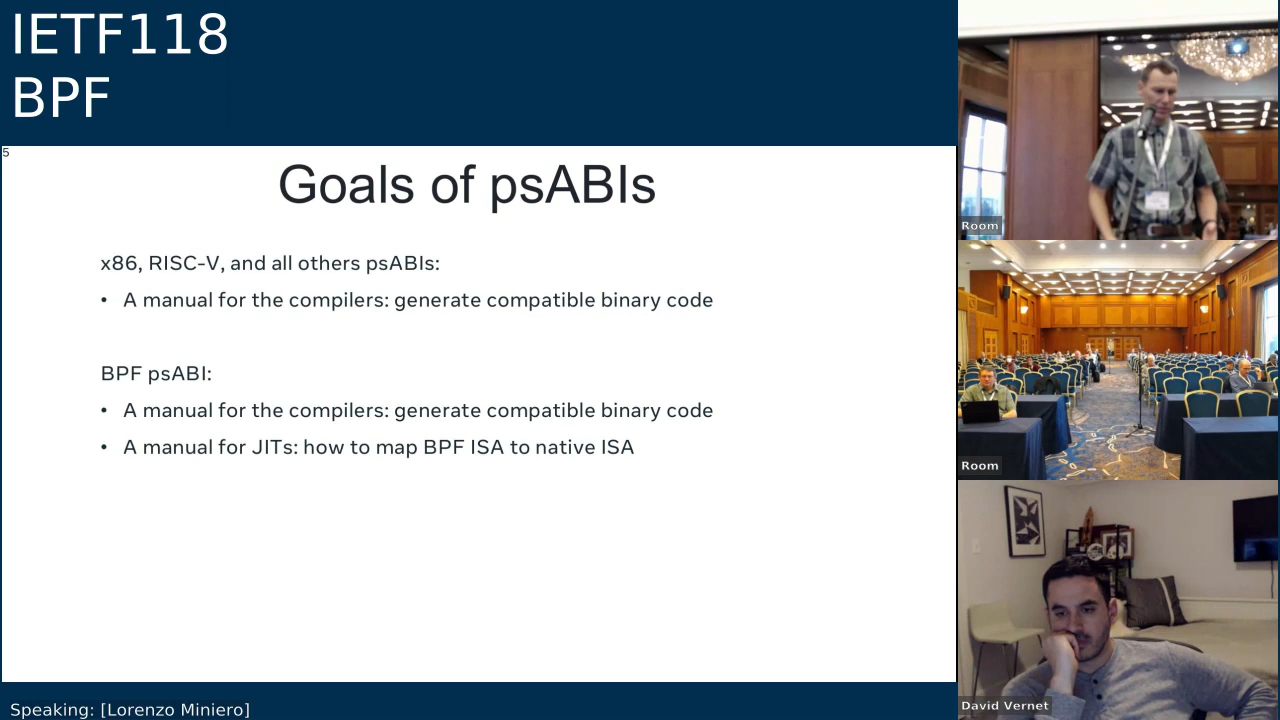 IETF118
BPF
5
Goals of psABIs
x86, RISC-V, and all others psABIs:
• A manual for the compilers: generate compatible binary code
BPF psABI:
• A manual for the compilers: generate compatible binary code
• A manual for JITs: how to map BPF ISA to native ISA
Speaking: [Lorenzo Miniero]
Room
Room
David Vernet